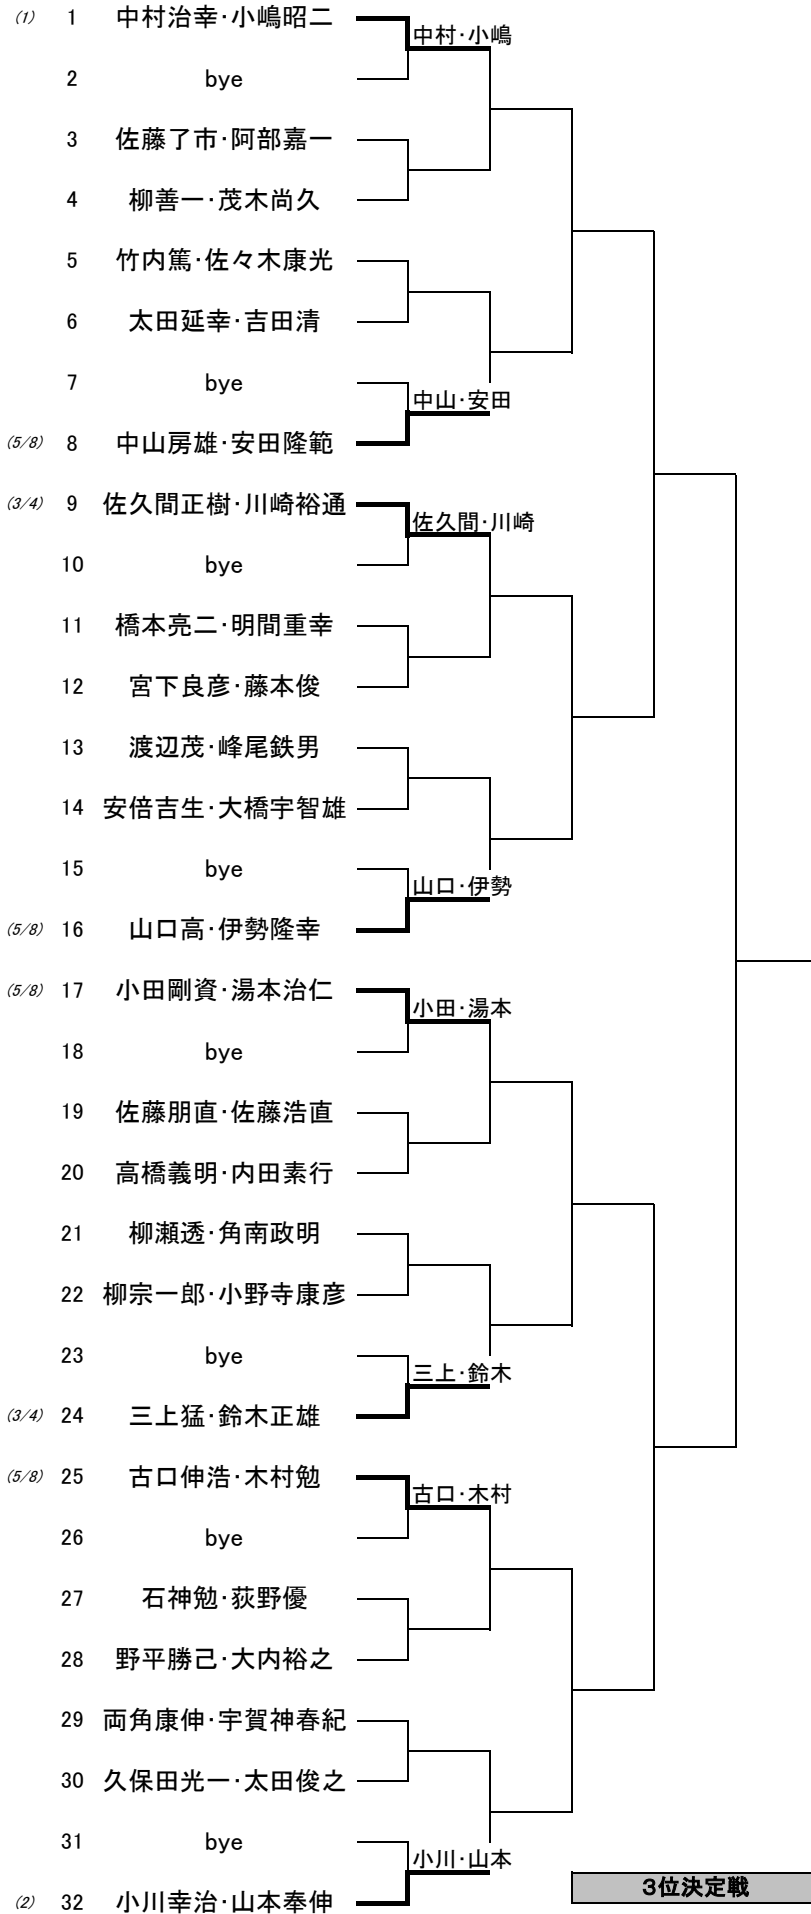 (1) 1 中村治幸・小嶋昭二
中村・小嶋
2 bye
3 佐藤了市・阿部嘉一
4 柳善一・茂木尚久
5 竹内篤・佐々木康光
6 太田延幸・吉田清
7 bye
中山・安田
(5/8) 8 中山房雄・安田隆範
(3/4) 9 佐久間正樹・川崎裕通
佐久間・川崎
10 bye
11 橋本亮二・明間重幸
12 宮下良彦・藤本俊
13 渡辺茂・峰尾鉄男
14 安倍吉生・大橋宇智雄
15 bye
山口・伊勢
(5/8) 16 山口高・伊勢隆幸
(5/8) 17 小田剛資・湯本治仁
小田・湯本
18 bye
19 佐藤朋直・佐藤浩直
20 高橋義明・内田素行
21 柳瀬透・角南政明
22 柳宗一郎・小野寺康彦
23 bye
三上・鈴木
(3/4) 24 三上猛・鈴木正雄
(5/8) 25 古口伸浩・木村勉
古口・木村
26 bye
27 石神勉・荻野優
28 野平勝己・大内裕之
29 両角康伸・宇賀神春紀
30 久保田光一・太田俊之
31 bye
小川・山本
(2) 32 小川幸治・山本奉伸
3位決定戦